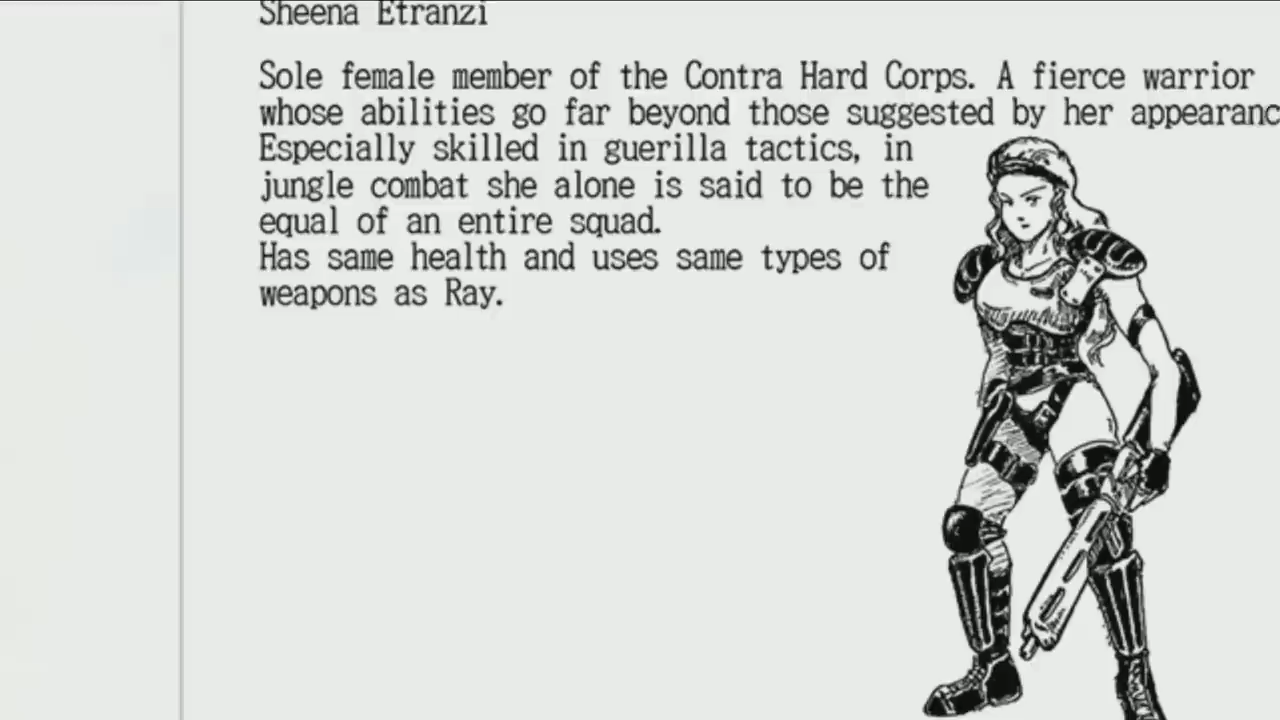 Sheena Etranzi
Sole female member of the Contra Hard Corps. A fierce warrior
whose abilities go far beyond those suggested by her appearanc
Especially skilled in guerilla tactics, in
jungle combat she alone is said to be the
equal of an entire squad.
Has same health and uses same types of
weapons as Ray.